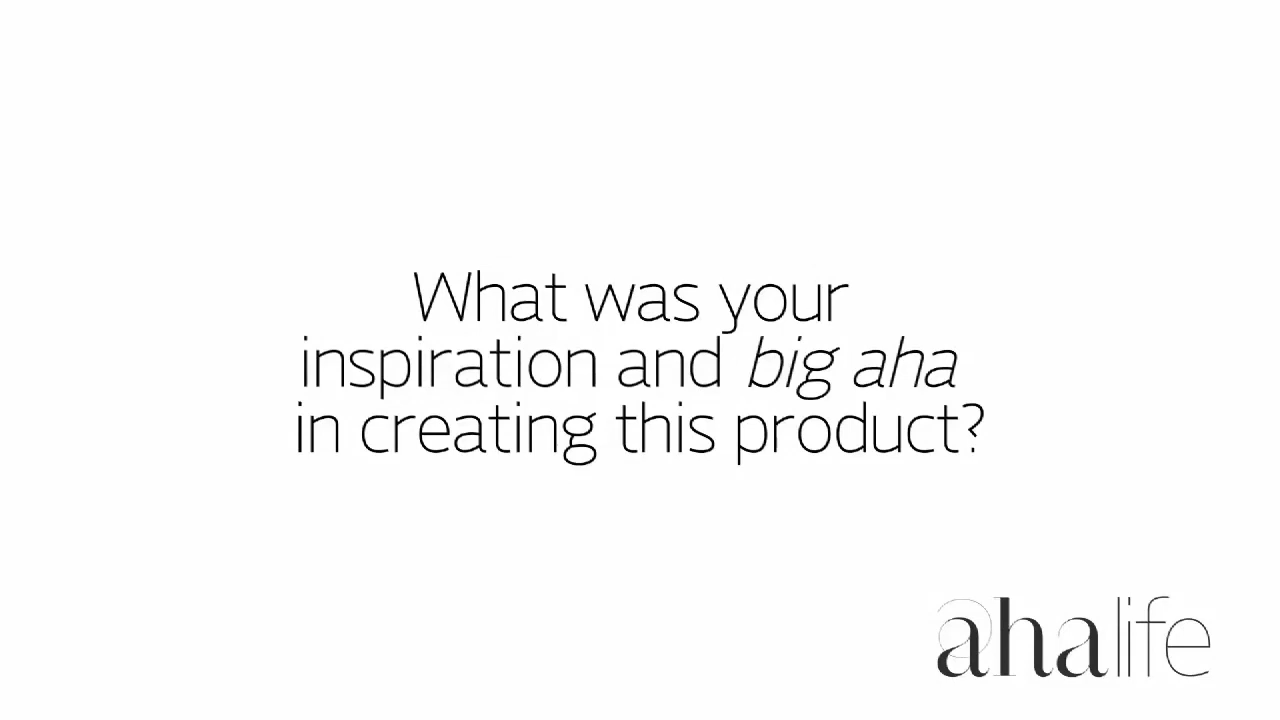 What was your
inspiration and big aha
in creating this product?
ahalife